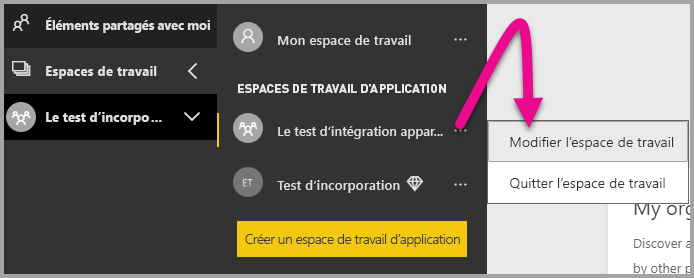 Éléments partagés avec moi
Espaces de travail
Le test d'incorpo...
Mon espace de travail ...
ESPACES DE TRAVAIL D'APPLICATION
Le test d'intégration appar... ...
ET Test d'incorporation ...
Créer un espace de travail d'application
Modifier l'espace de travail
Quitter l'espace de travail
My org
Discover a
by other p